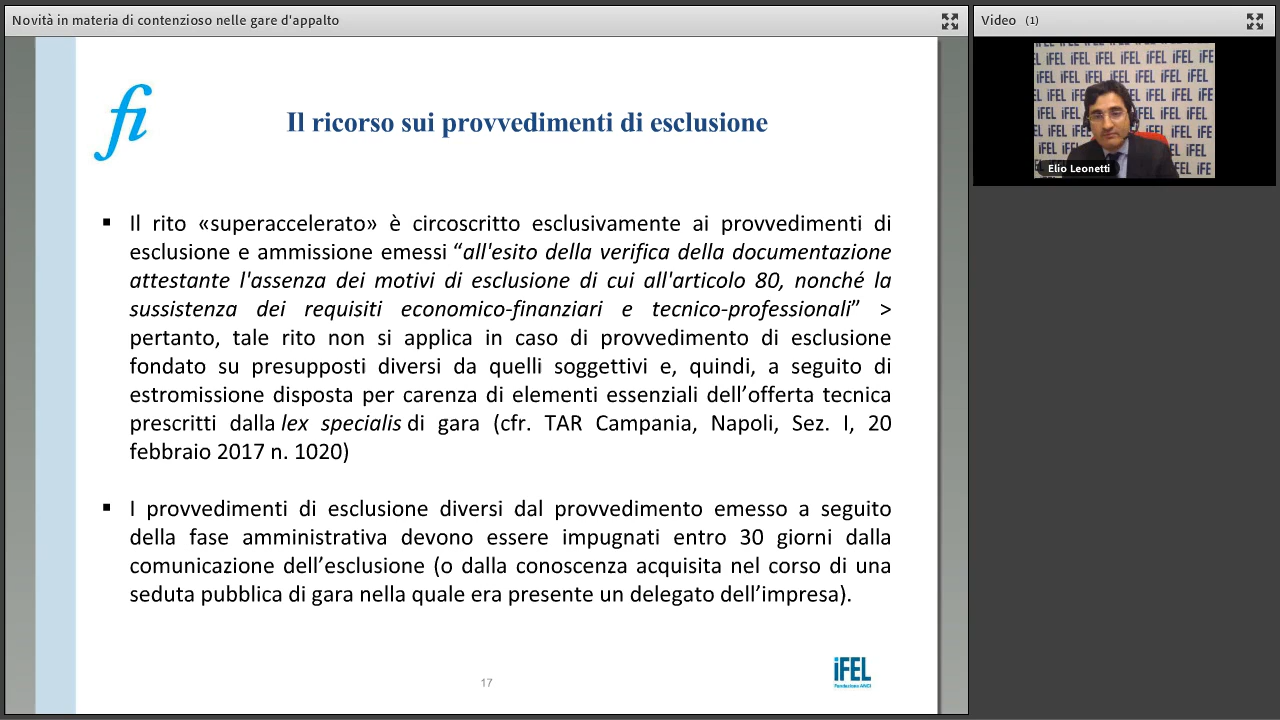 Novità in materia di contenzioso nelle gare d'appalto
Video (1)
fi
Il ricorso sui provvedimenti di esclusione
▪ Il rito «superaccelerato» è circoscritto esclusivamente ai provvedimenti di
esclusione e ammissione emessi “all'esito della verifica della documentazione
attestante l'assenza dei motivi di esclusione di cui all'articolo 80, nonché la
sussistenza dei requisiti economico-finanziari e tecnico-professionali” >
pertanto, tale rito non si applica in caso di provvedimento di esclusione
fondato su presupposti diversi da quelli soggettivi e, quindi, a seguito di
estromissione disposta per carenza di elementi essenziali dell’offerta tecnica
prescritti dalla lex specialis di gara (cfr. TAR Campania, Napoli, Sez. I, 20
febbraio 2017 n. 1020)
▪ I provvedimenti di esclusione diversi dal provvedimento emesso a seguito
della fase amministrativa devono essere impugnati entro 30 giorni dalla
comunicazione dell’esclusione (o dalla conoscenza acquisita nel corso di una
seduta pubblica di gara nella quale era presente un delegato dell’impresa).
17
iFEL
Fondazione ANCI
iFEL
Elio Leonetti